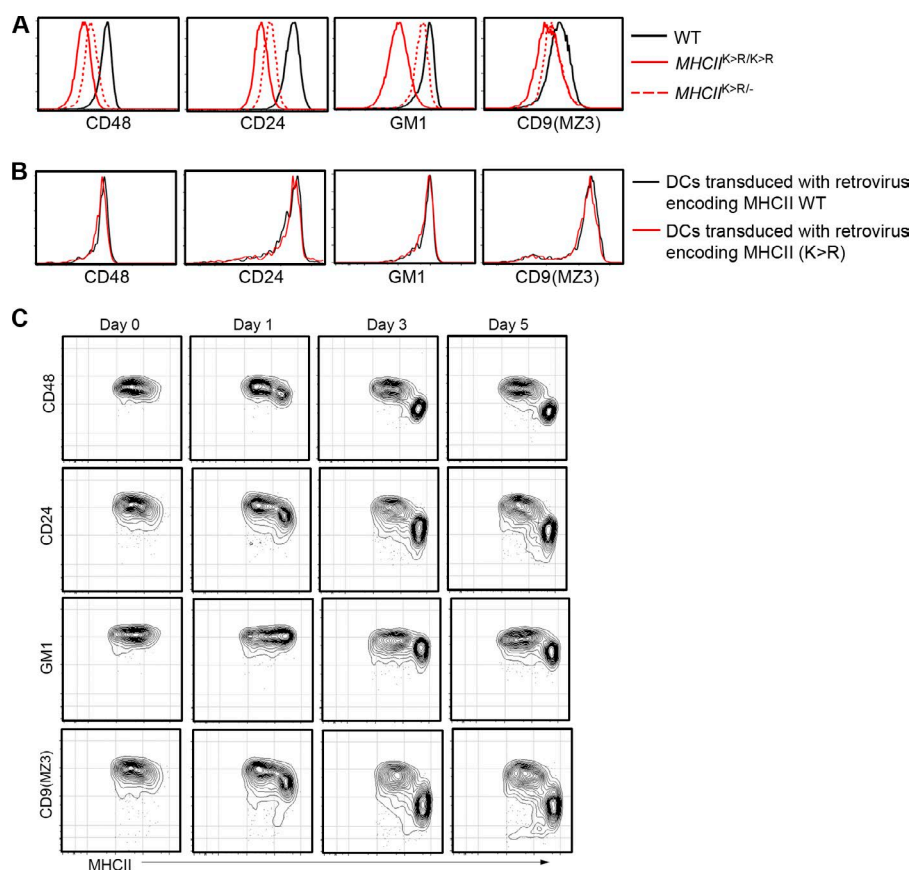 A
WT
MHCII^K>R/K>R
MHCII^K>R/-
CD48
CD24
GM1
CD9(MZ3)
B
DCs transduced with retrovirus
encoding MHCII WT
DCs transduced with retrovirus
encoding MHCII (K>R)
CD48
CD24
GM1
CD9(MZ3)
C
Day 0
Day 1
Day 3
Day 5
CD48
CD24
GM1
CD9(MZ3)
MHCII